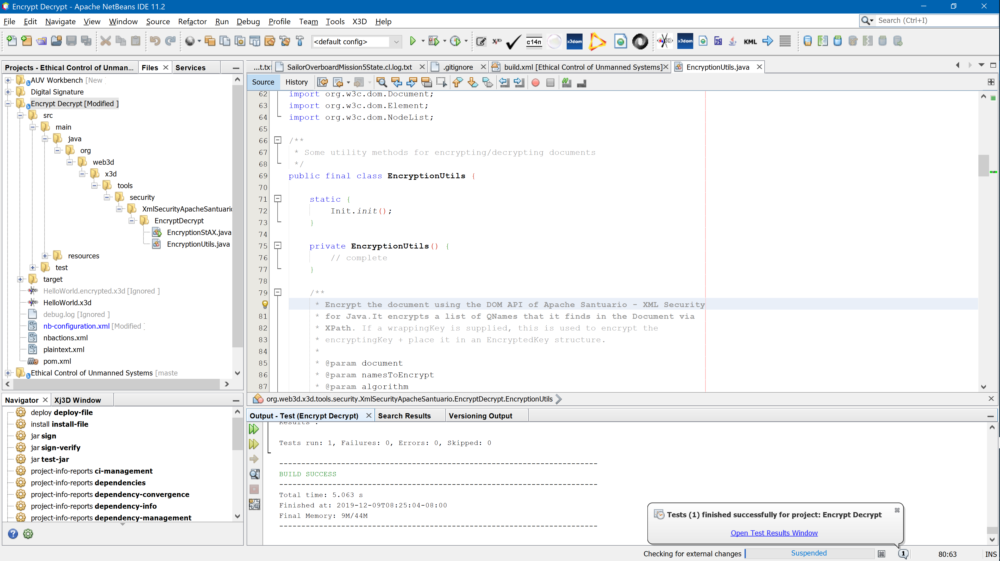 Encrypt Decrypt - Apache NetBeans IDE 11.2
File Edit Navigate View Window Source Refactor Run Debug Profile Team Tools X3D Help
Search (Ctrl+I)
<default config>
c14n
x3dom
x3dom
JS
KML
Projects - Ethical Control of Unman...
Files
Services
AUV Workbench [New
Digital Signature
Encrypt Decrypt [Modified ]
src
main
java
org
web3d
x3d
tools
security
XmlSecurityApacheSantuario
EncryptDecrypt
EncryptionStAX.java
EncryptionUtils.java
resources
test
target
HelloWorld.encrypted.x3d [Ignored ]
HelloWorld.x3d
debug.log [Ignored ]
nb-configuration.xml [Modified ]
nbactions.xml
plaintext.xml
pom.xml
Ethical Control of Unmanned Systems [maste
Navigator
Xj3D Window
deploy deploy-file
install install-file
jar sign
jar sign-verify
jar test-jar
project-info-reports ci-management
project-info-reports dependencies
project-info-reports dependency-convergence
project-info-reports dependency-info
project-info-reports dependency-management
...t.tx
SailorOverboardMission5State.cl.log.txt
.gitignore
build.xml [Ethical Control of Unmanned Systems]
EncryptionUtils.java
Source History
62 import org.w3c.dom.Document;
63 import org.w3c.dom.Element;
64 import org.w3c.dom.NodeList;
65
66 /**
67 * Some utility methods for encrypting/decrypting documents
68 */
69 public final class EncryptionUtils {
70
71 static {
72 Init.init();
73 }
74
75 private EncryptionUtils() {
76 // complete
77 }
78
79 /**
* Encrypt the document using the DOM API of Apache Santuario - XML Security
81 * for Java.It encrypts a list of QNames that it finds in the Document via
82 * XPath. If a wrappingKey is supplied, this is used to encrypt the
83 * encryptingKey + place it in an EncryptedKey structure.
84 *
85 * @param document
86 * @param namesToEncrypt
87 * @param algorithm
org.web3d.x3d.tools.security.XmlSecurityApacheSantuario.EncryptDecrypt.EncryptionUtils
Output - Test (Encrypt Decrypt)
Search Results
Versioning Output
Results :
Tests run: 1, Failures: 0, Errors: 0, Skipped: 0
------------------------------------------------------------------------
BUILD SUCCESS
------------------------------------------------------------------------
Total time: 5.063 s
Finished at: 2019-12-09T08:25:04-08:00
Final Memory: 9M/44M
------------------------------------------------------------------------
Tests (1) finished successfully for project: Encrypt Decrypt
Open Test Results Window
Checking for external changes
Suspended
1
80:63
INS